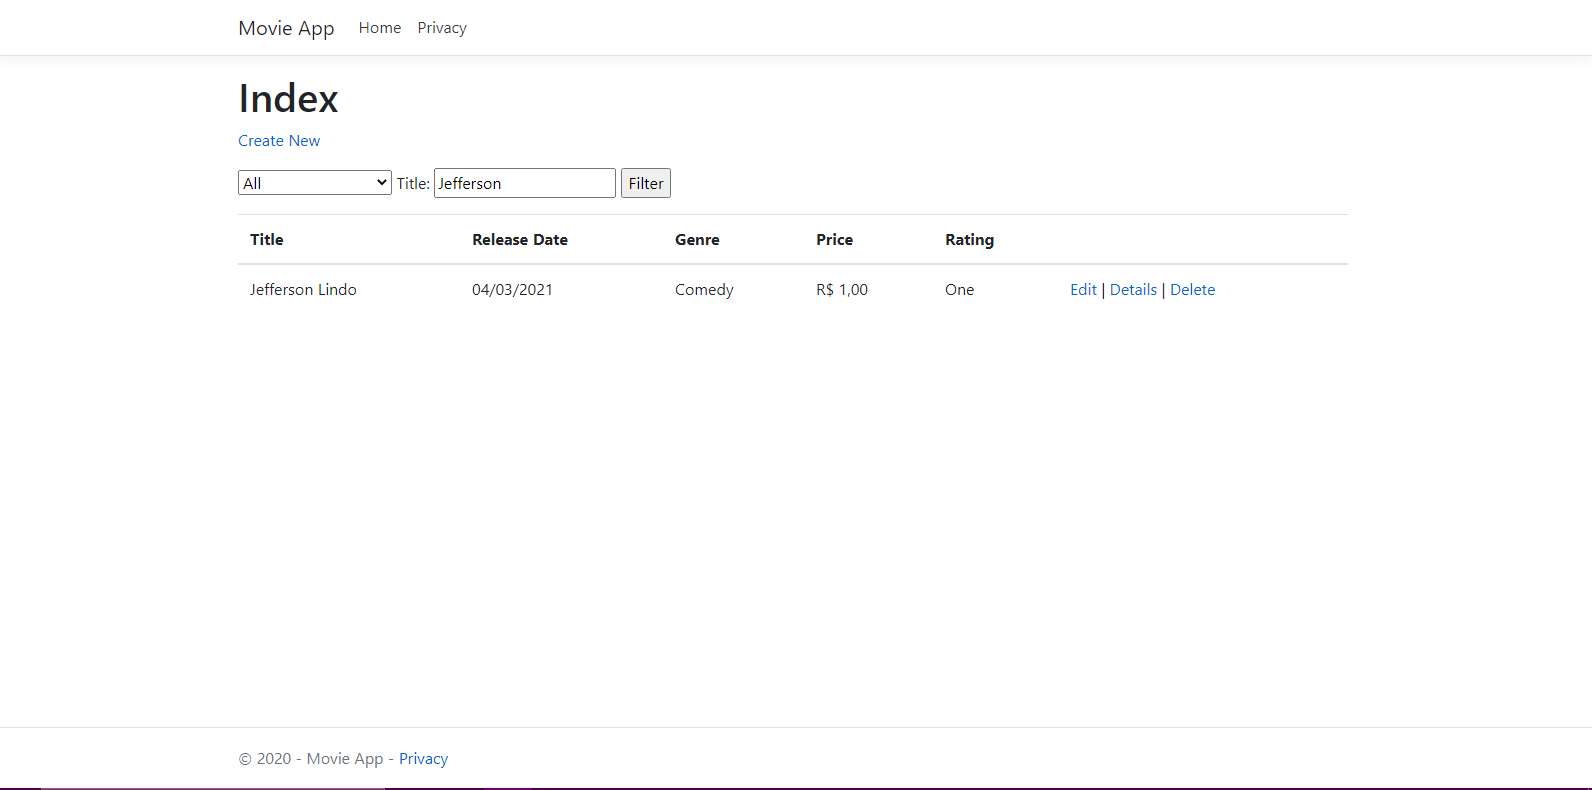 Movie App Home Privacy
Index
Create New
All Title: Jefferson Filter
Title Release Date Genre Price Rating
Jefferson Lindo 04/03/2021 Comedy R$ 1,00 One Edit | Details | Delete
© 2020 - Movie App - Privacy